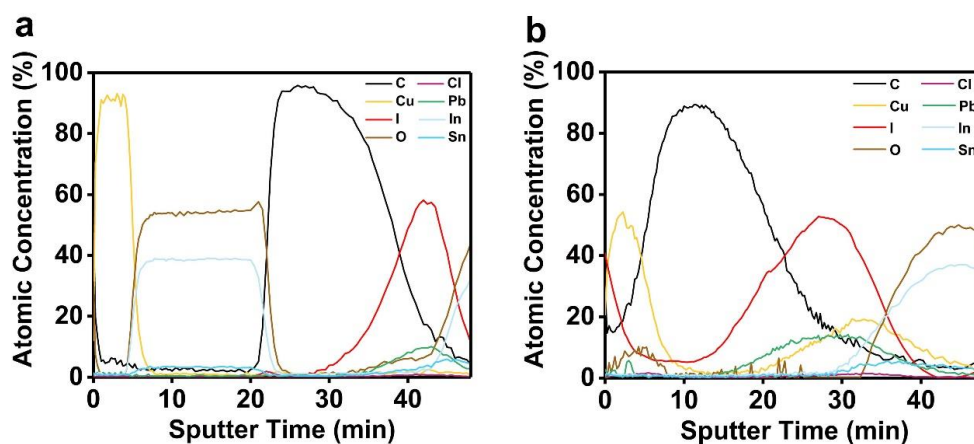 a
Atomic Concentration (%)
100
80
60
40
20
0
C
Cu
I
O
Cl
Pb
In
Sn
0
10
20
30
40
Sputter Time (min)
b
Atomic Concentration (%)
100
80
60
40
20
0
C
Cu
I
O
Cl
Pb
In
Sn
0
10
20
30
40
Sputter Time (min)